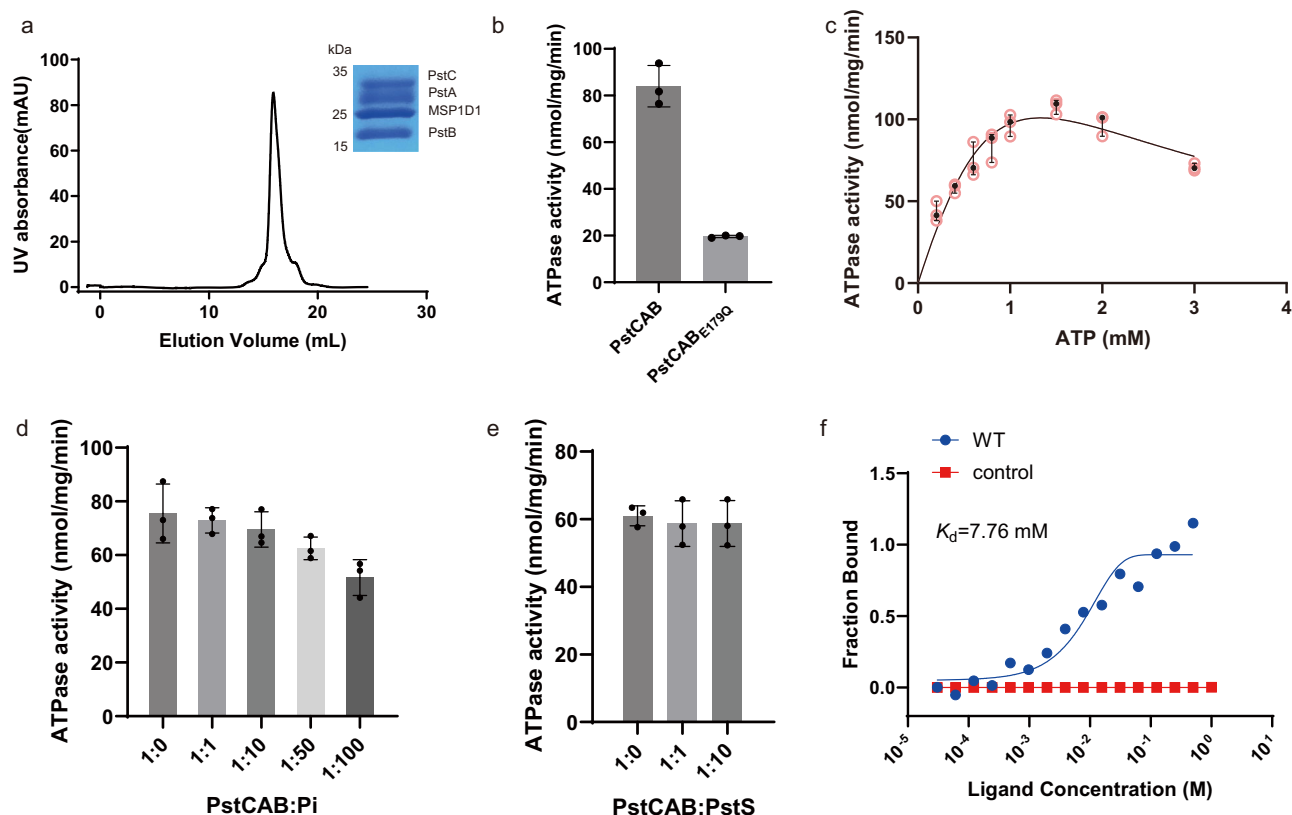 a
kDa
35
25
15
PstC
PstA
MSP1D1
PstB
100
80
60
40
20
0
UV absorbance(mAU)
0 10 20 30
Elution Volume (mL)
b
100
80
60
40
20
0
ATPase activity (nmol/mg/min)
PstCAB
PstCABE179Q
c
150
100
50
0
ATPase activity (nmol/mg/min)
0 1 2 3 4
ATP (mM)
d
100
80
60
40
20
0
ATPase activity (nmol/mg/min)
1:0 1:1 1:10 1:50 1:100
PstCAB:Pi
e
80
60
40
20
0
ATPase activity (nmol/mg/min)
1:0 1:1 1:10
PstCAB:PstS
f
WT
control
Kd=7.76 mM
1.5
1.0
0.5
0.0
Fraction Bound
10-5 10-4 10-3 10-2 10-1 100 101
Ligand Concentration (M)